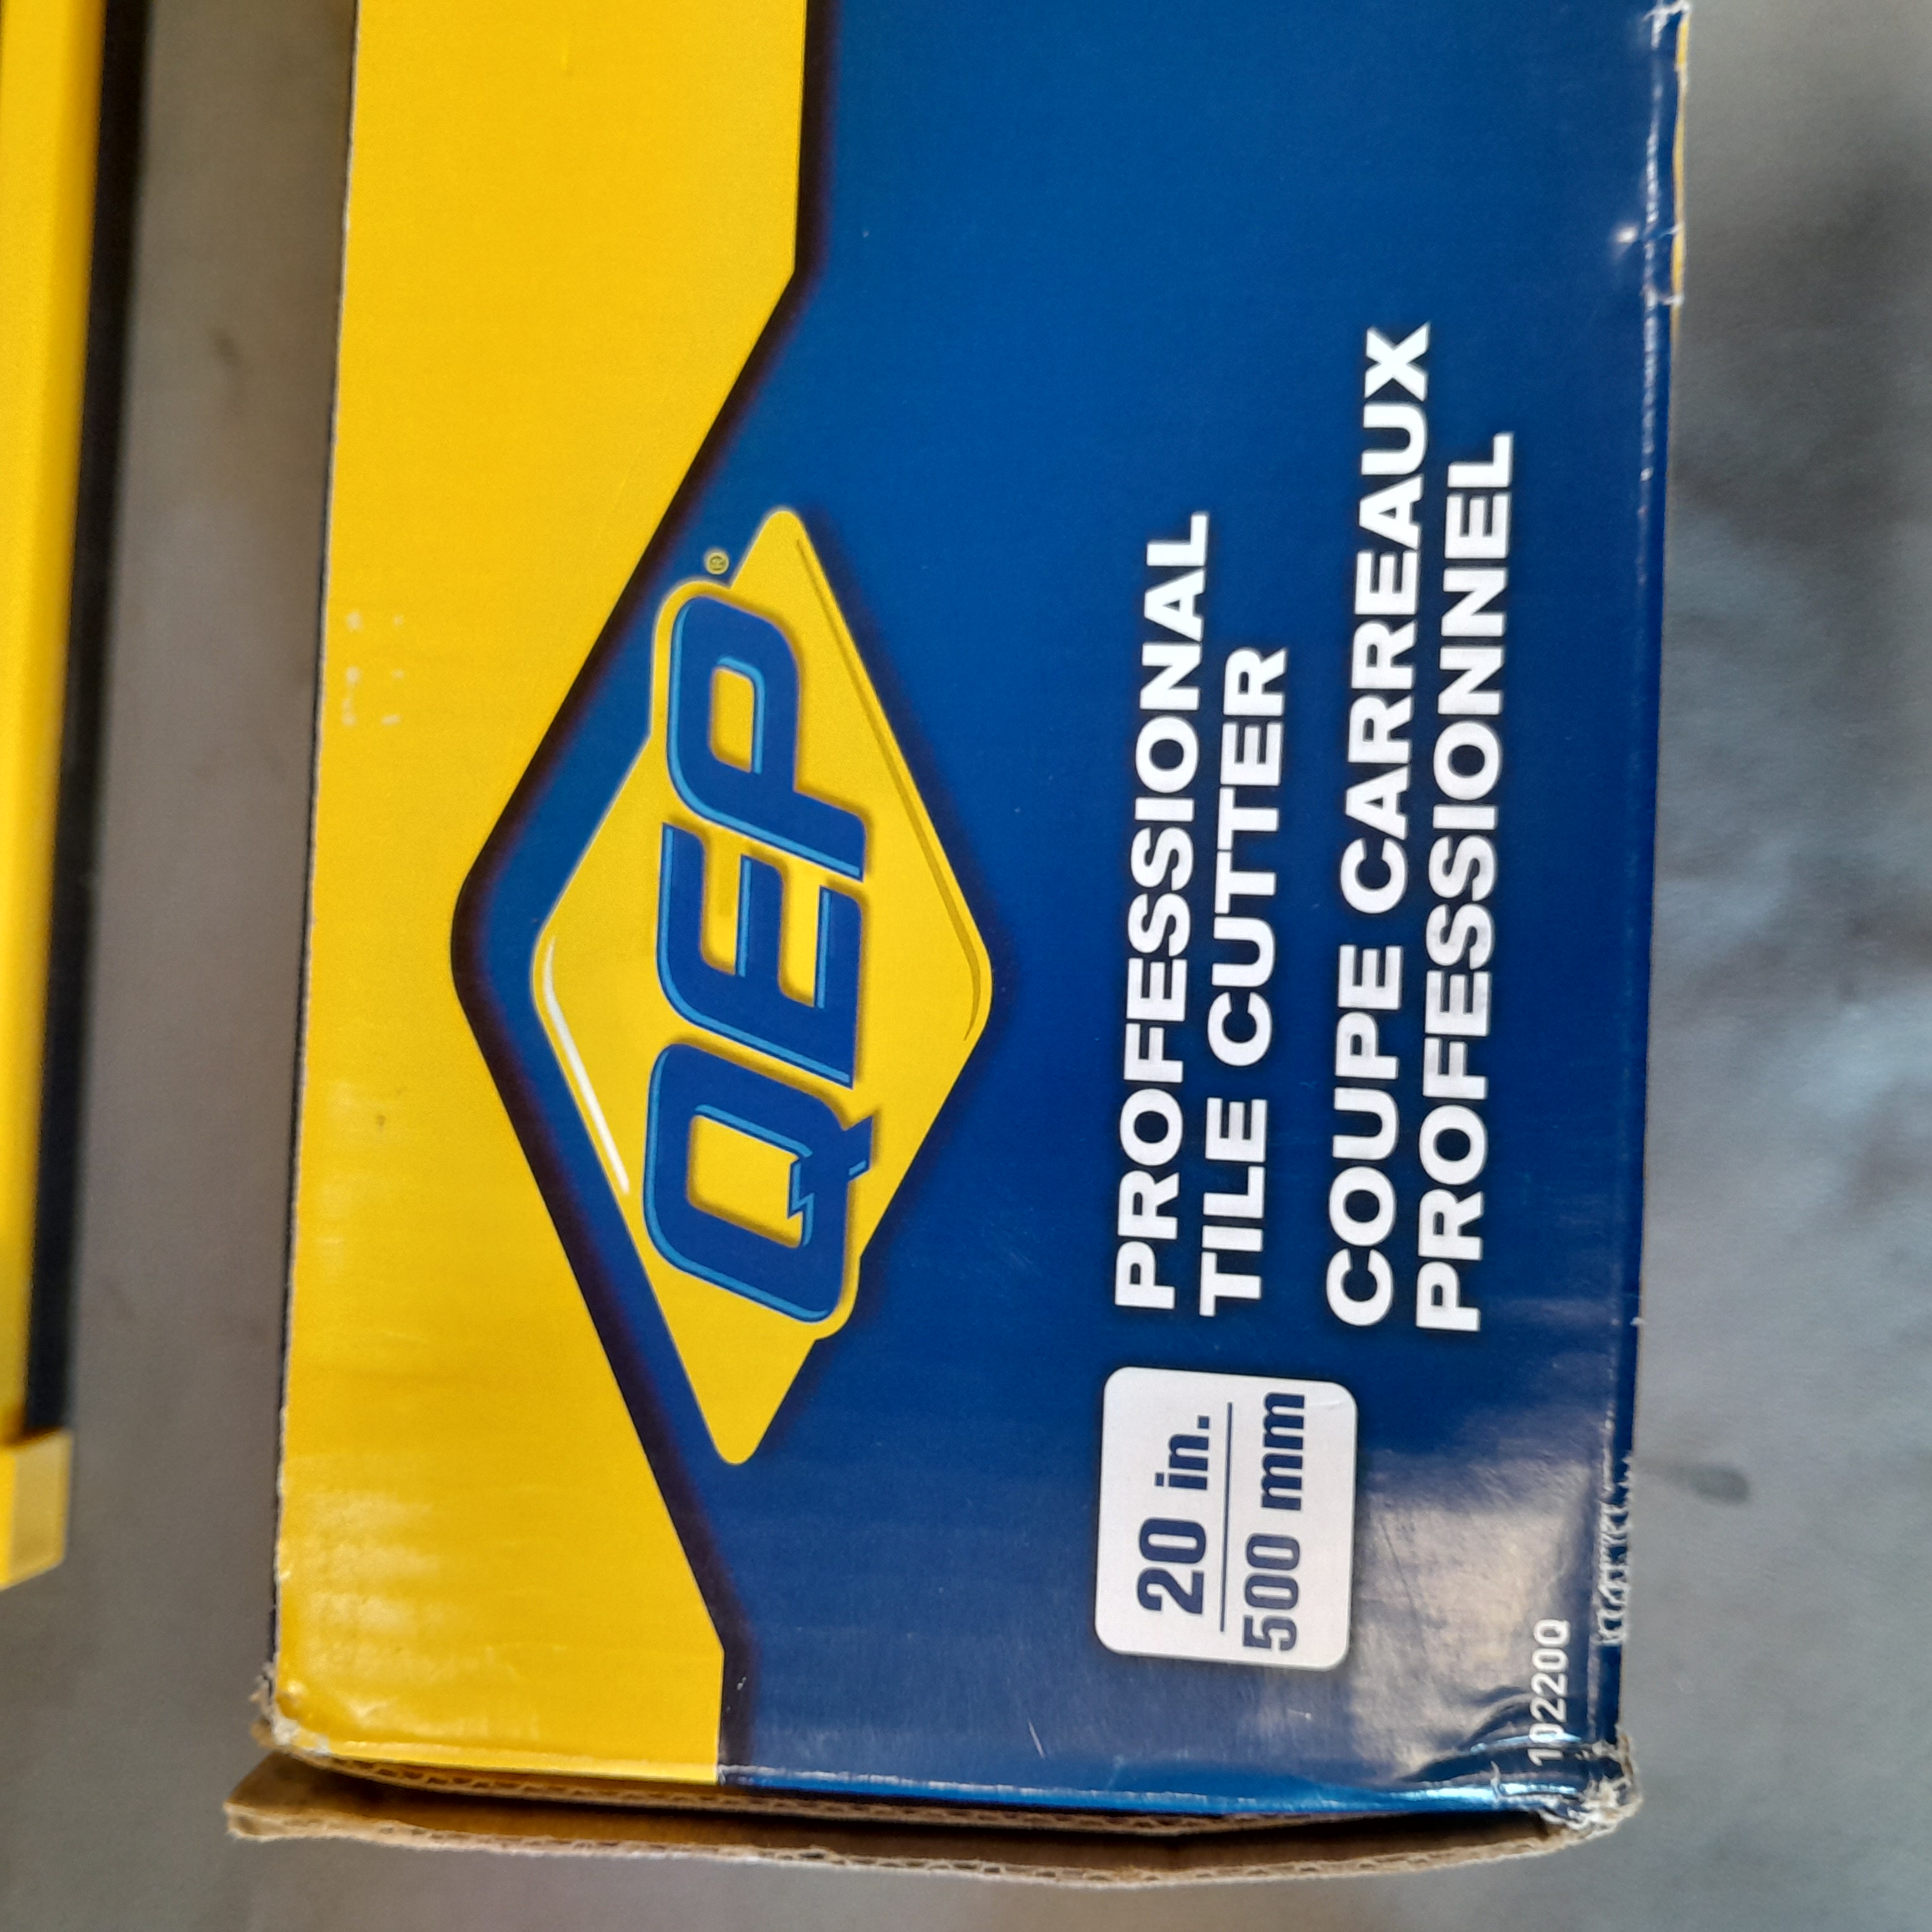 QEP®
20 in.
500 mm
PROFESSIONAL
TILE CUTTER
COUPE CARREAUX
PROFESSIONNEL
10220Q